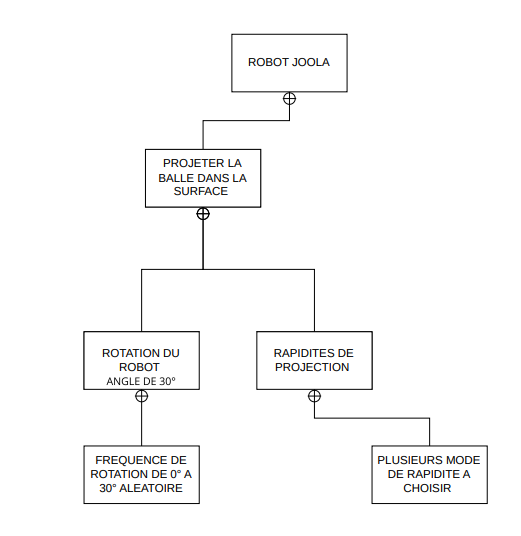 ROBOT JOOLA
PROJETER LA
BALLE DANS LA
SURFACE
ROTATION DU
ROBOT
ANGLE DE 30°
RAPIDITES DE
PROJECTION
FREQUENCE DE
ROTATION DE 0° A
30° ALEATOIRE
PLUSIEURS MODE
DE RAPIDITE A
CHOISIR